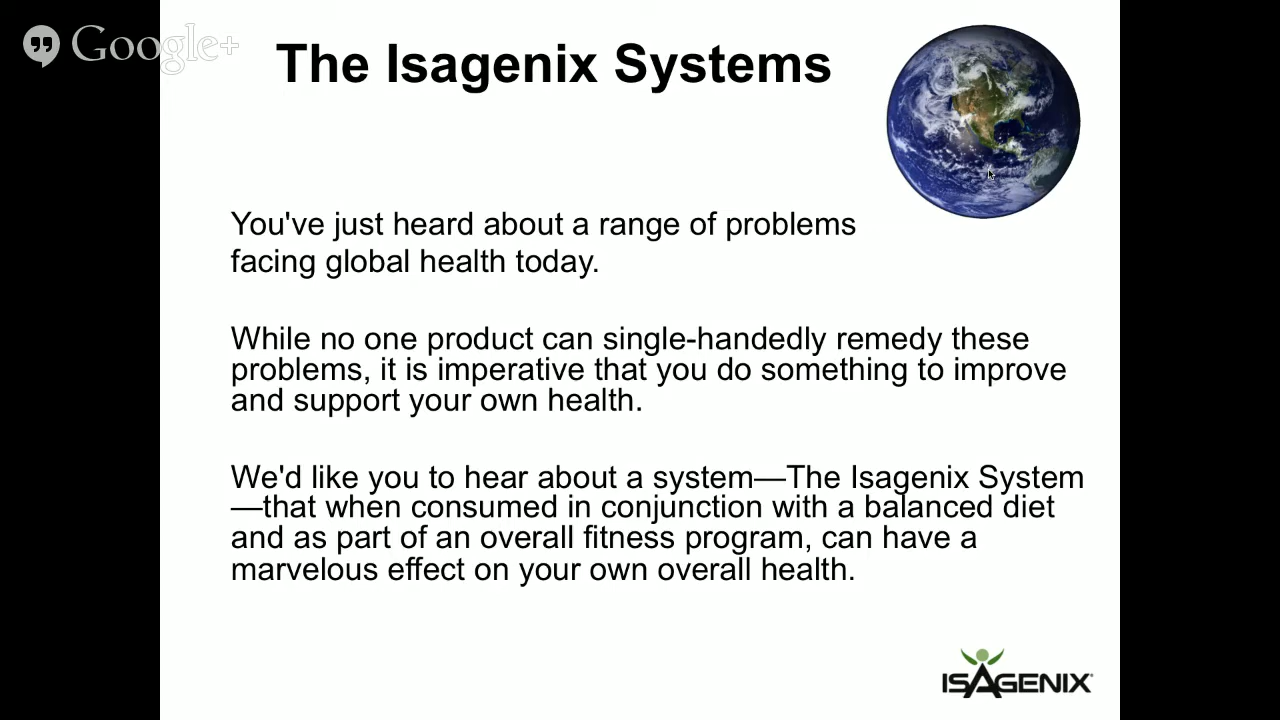 Google+
The Isagenix Systems
You've just heard about a range of problems
facing global health today.
While no one product can single-handedly remedy these
problems, it is imperative that you do something to improve
and support your own health.
We'd like you to hear about a system—The Isagenix System
—that when consumed in conjunction with a balanced diet
and as part of an overall fitness program, can have a
marvelous effect on your own overall health.
ISAGENIX